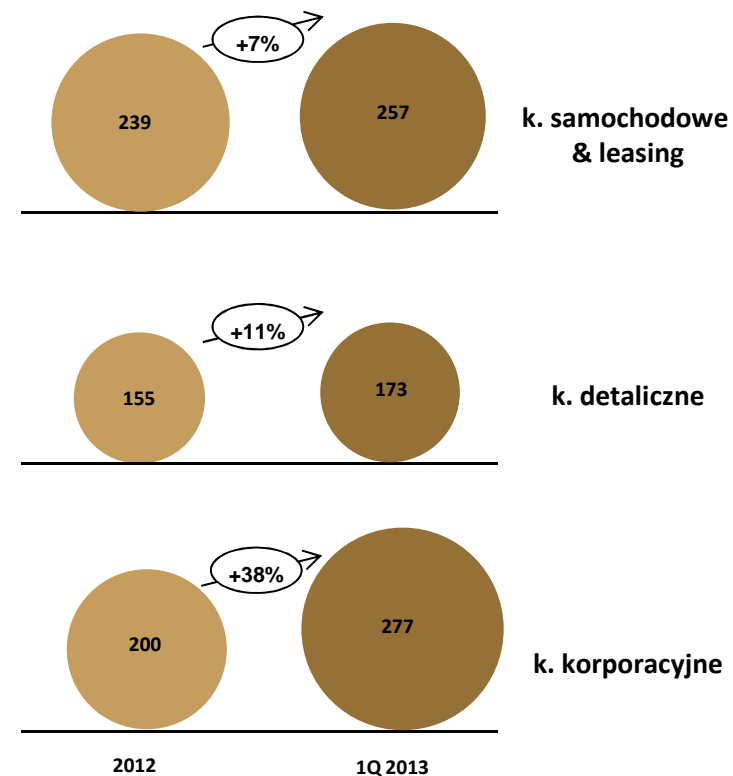 +7%
239
257
k. samochodowe
& leasing
+11%
155
173
k. detaliczne
+38%
200
277
k. korporacyjne
2012
1Q 2013